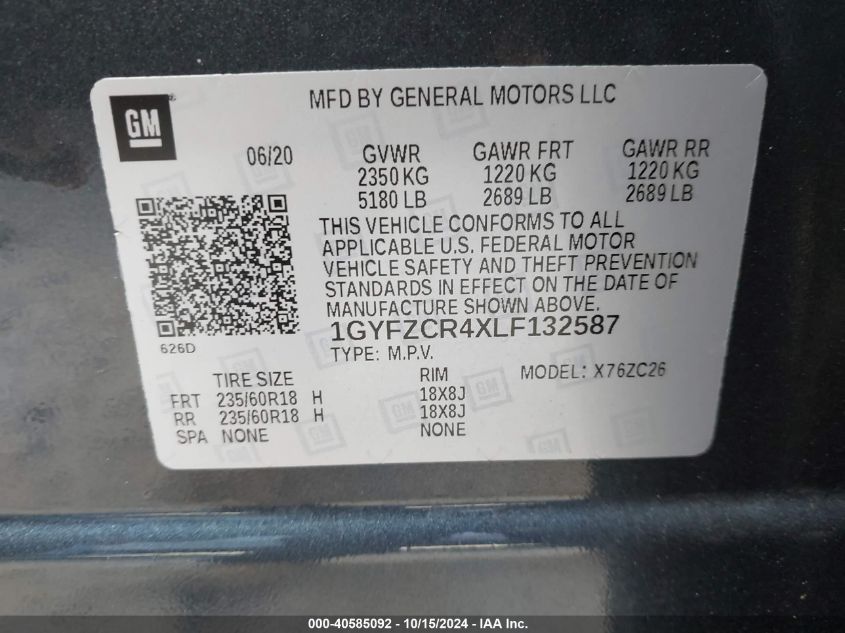 GM
MFD BY GENERAL MOTORS LLC
06/20 GVWR GAWR FRT GAWR RR
2350 KG 1220 KG 1220 KG
5180 LB 2689 LB 2689 LB
THIS VEHICLE CONFORMS TO ALL
APPLICABLE U.S. FEDERAL MOTOR
VEHICLE SAFETY AND THEFT PREVENTION
STANDARDS IN EFFECT ON THE DATE OF
MANUFACTURE SHOWN ABOVE.
1GYFZCR4XLF132587
626D
TYPE: M.P.V.
TIRE SIZE RIM MODEL: X76ZC26
FRT 235/60R18 H 18X8J
RR 235/60R18 H 18X8J
SPA NONE NONE
000-40585092 - 10/15/2024 - IAA Inc.